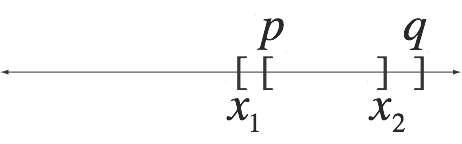 p q
[ [ ] ]
x₁ x₂